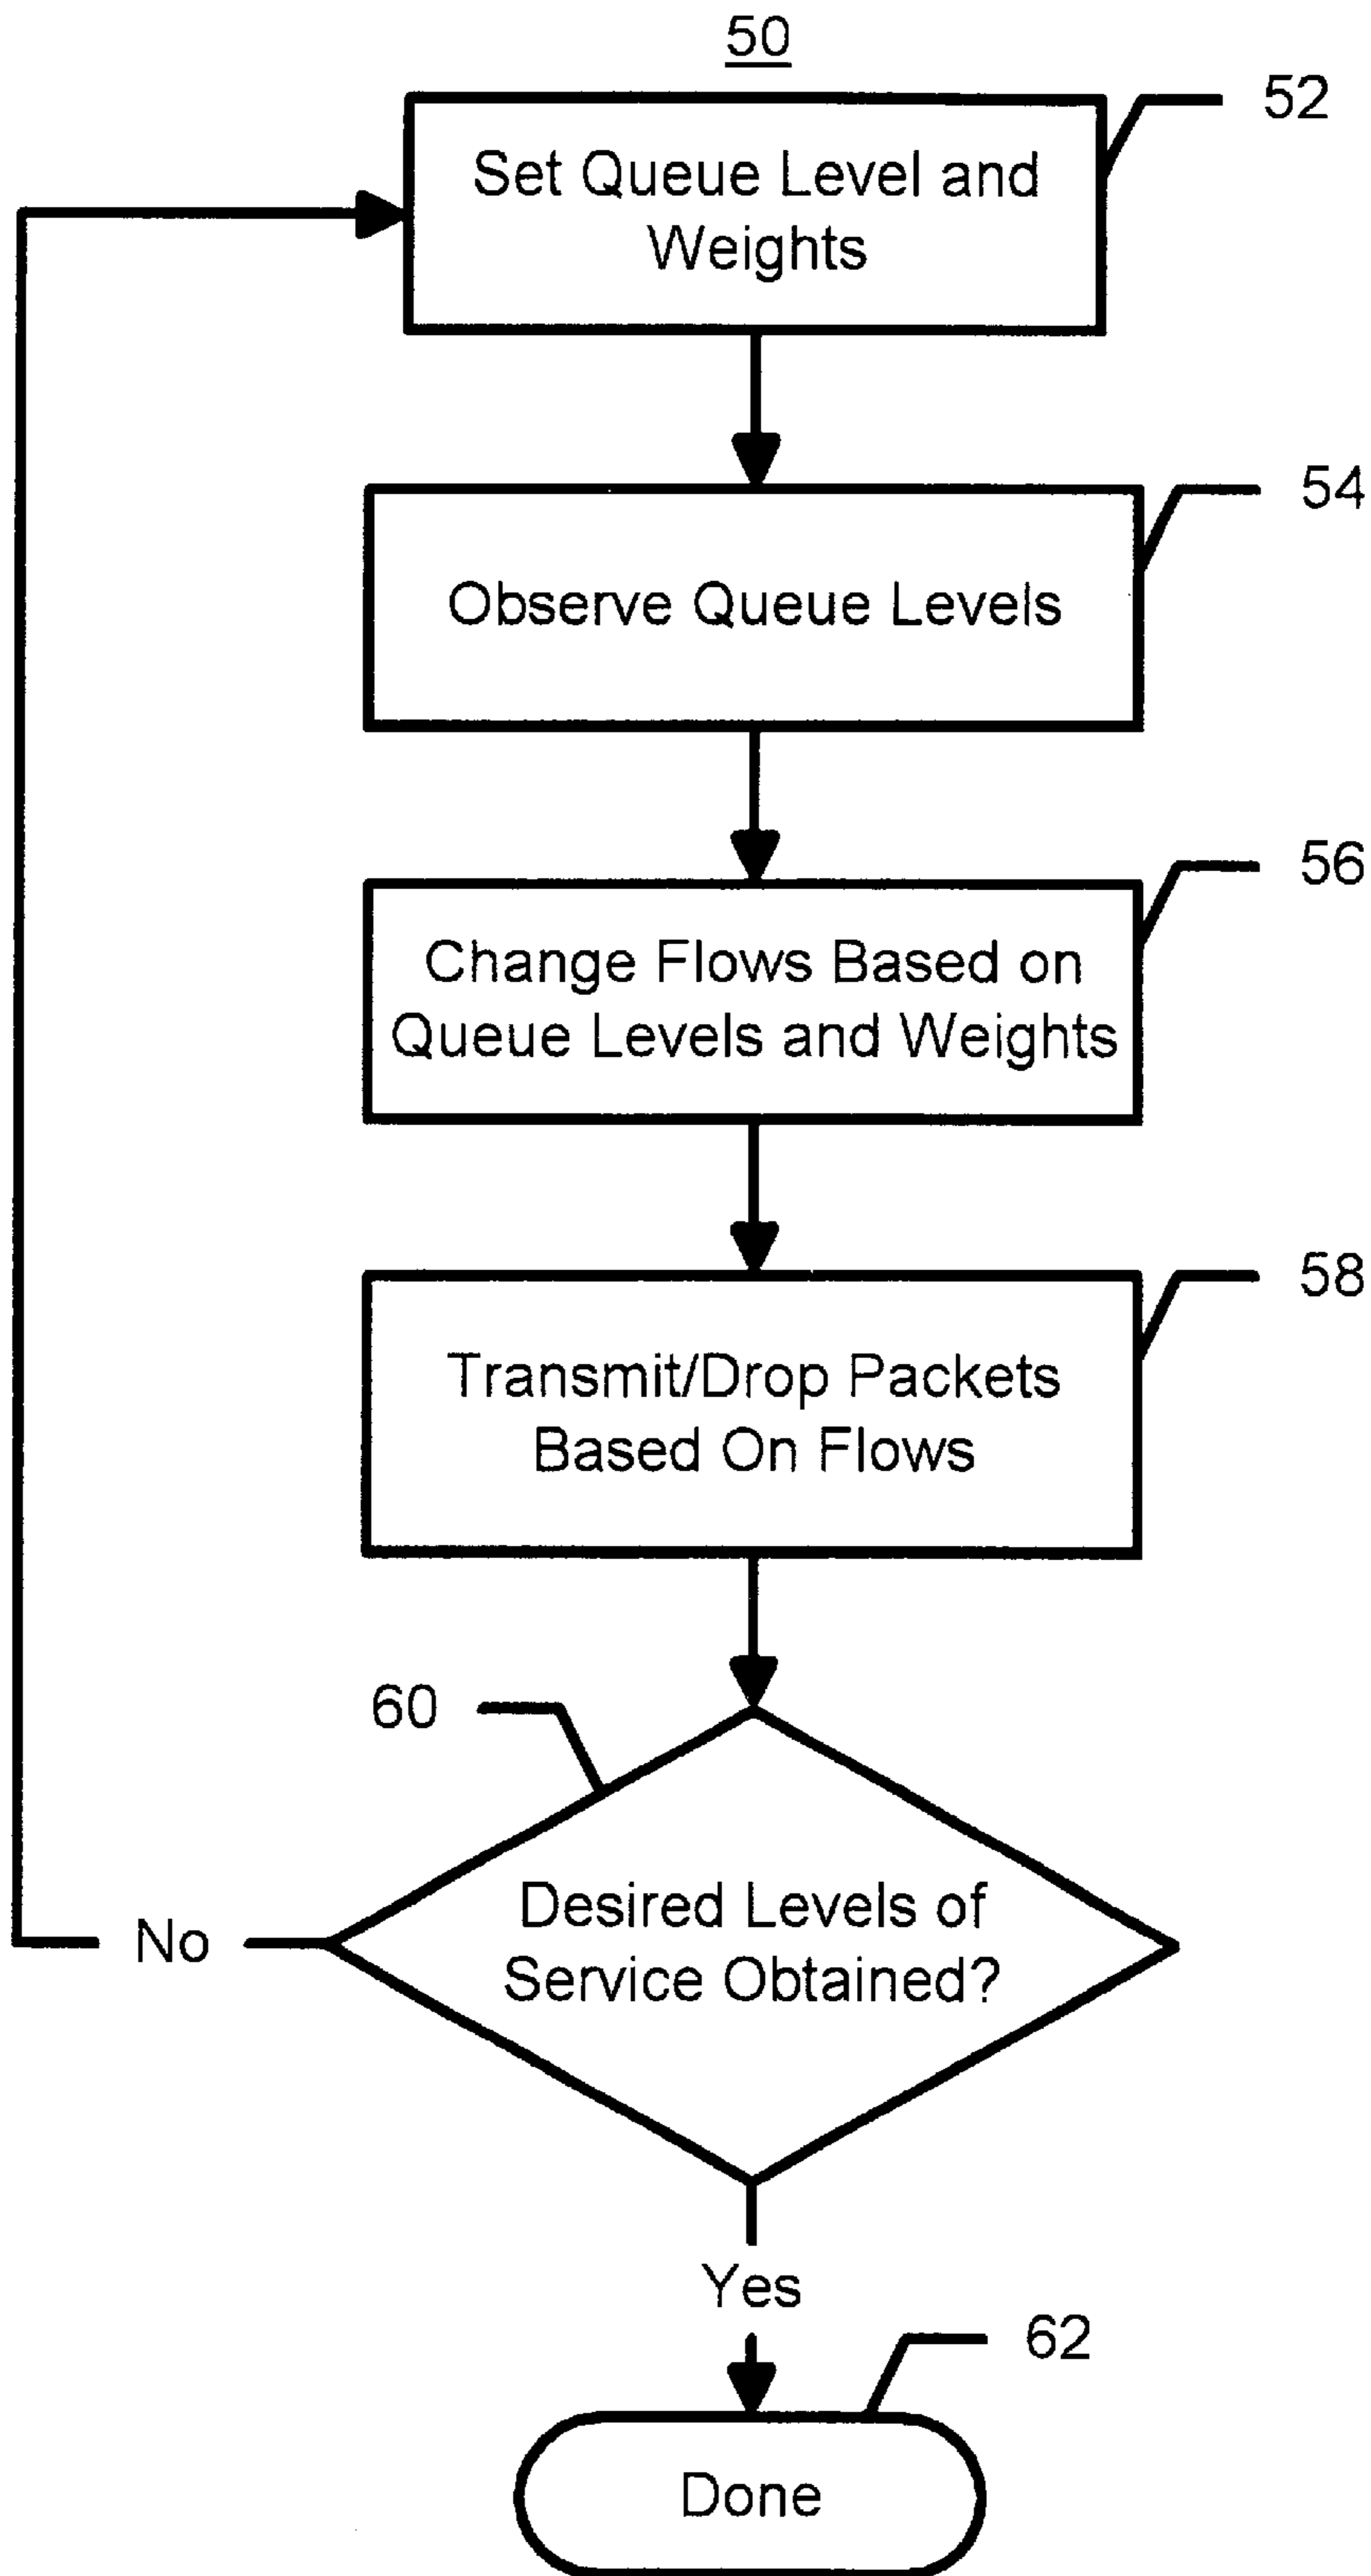 50
52
Set Queue Level and
Weights
54
Observe Queue Levels
56
Change Flows Based on
Queue Levels and Weights
58
Transmit/Drop Packets
Based On Flows
60
Desired Levels of
Service Obtained?
No
Yes
62
Done